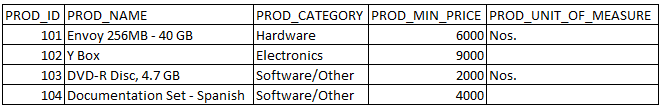 PROD_ID PROD_NAME PROD_CATEGORY PROD_MIN_PRICE PROD_UNIT_OF_MEASURE
101 Envoy 256MB - 40 GB Hardware 6000 Nos.
102 Y Box Electronics 9000
103 DVD-R Disc, 4.7 GB Software/Other 2000 Nos.
104 Documentation Set - Spanish Software/Other 4000